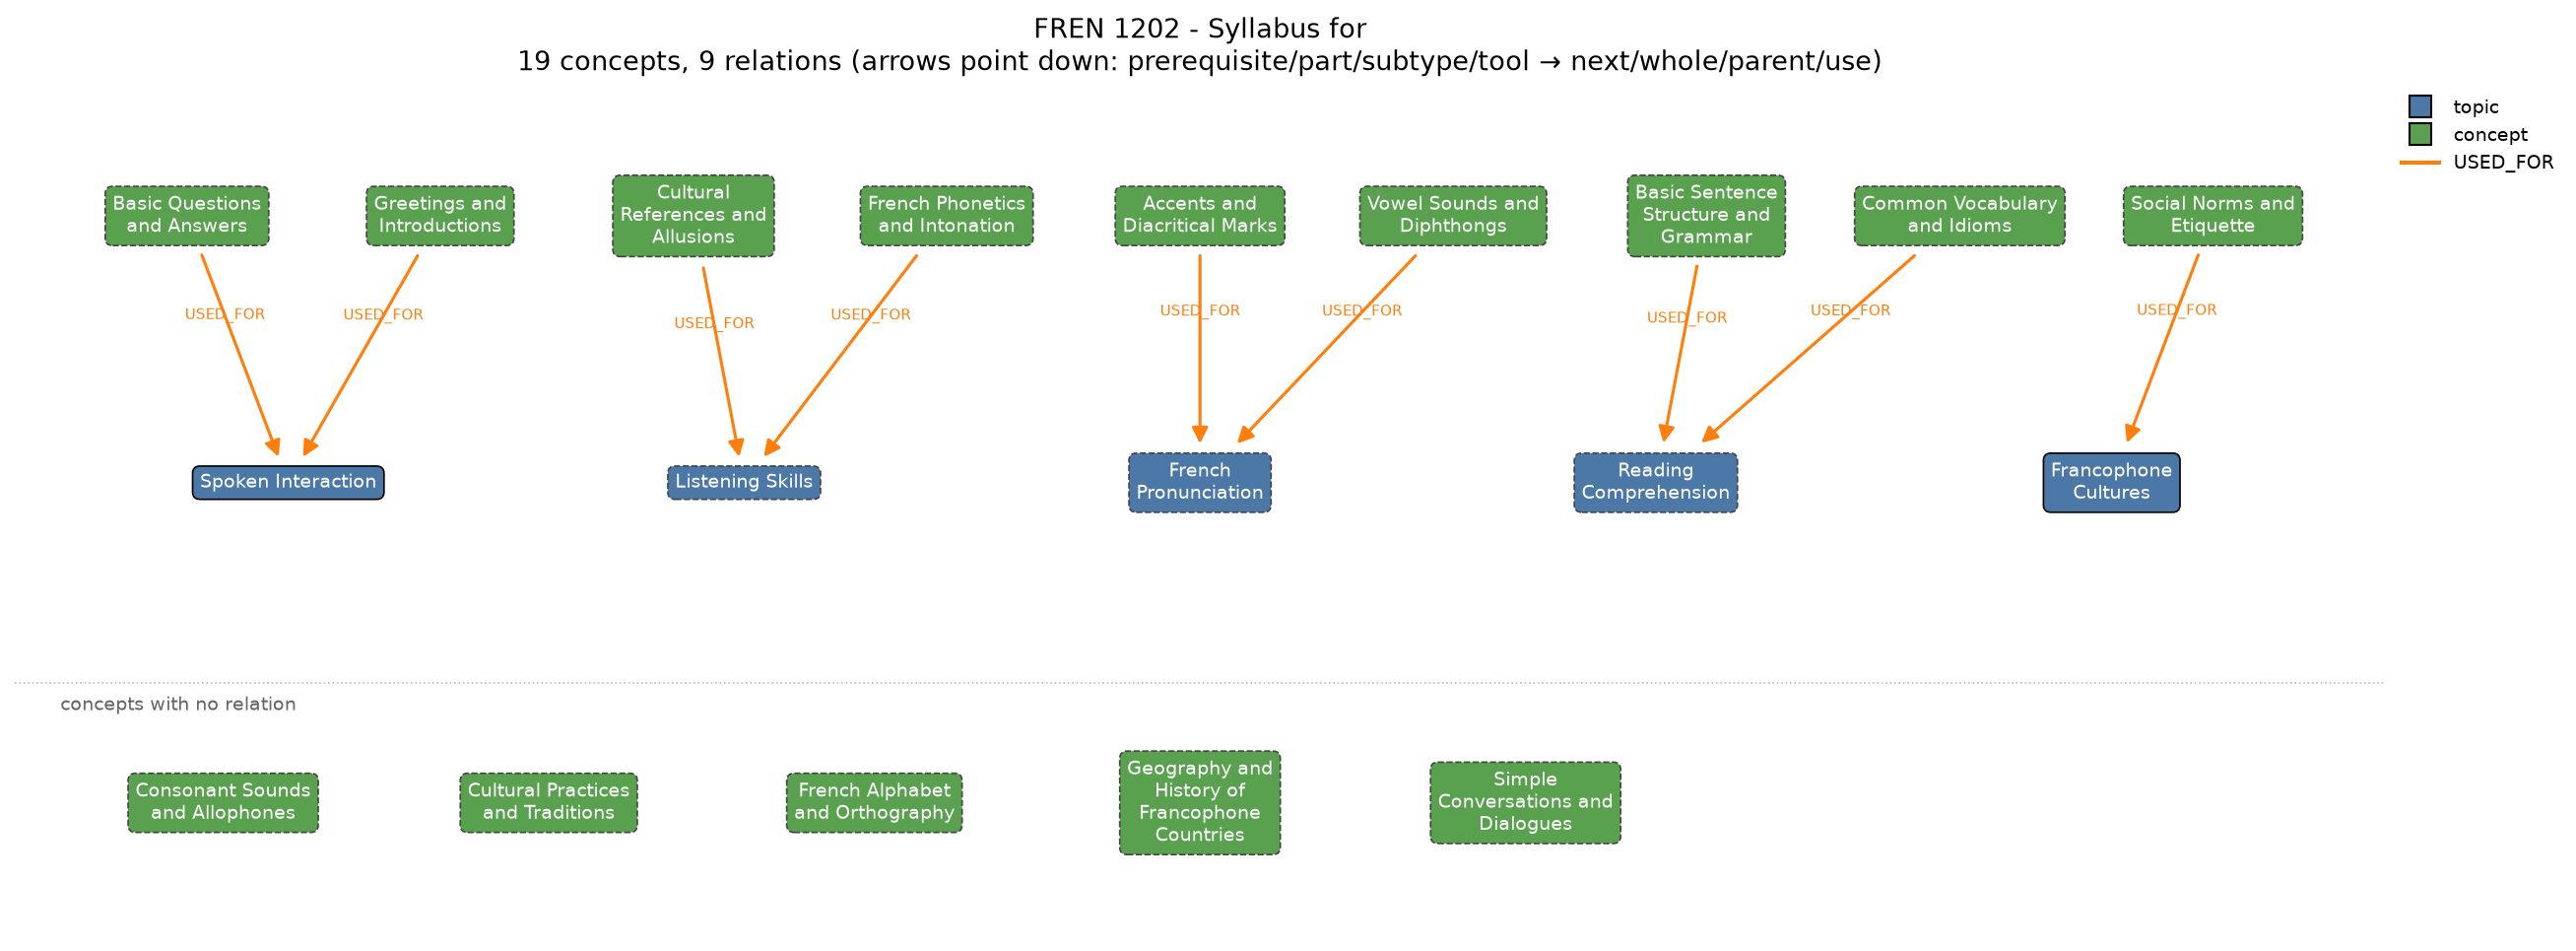 FREN 1202 - Syllabus for
19 concepts, 9 relations (arrows point down: prerequisite/part/subtype/tool → next/whole/parent/use)
topic
concept
USED_FOR
Basic Questions
and Answers
Greetings and
Introductions
Cultural
References and
Allusions
French Phonetics
and Intonation
Accents and
Diacritical Marks
Vowel Sounds and
Diphthongs
Basic Sentence
Structure and
Grammar
Common Vocabulary
and Idioms
Social Norms and
Etiquette
USED_FOR
USED_FOR
USED_FOR
USED_FOR
USED_FOR
USED_FOR
USED_FOR
USED_FOR
USED_FOR
Spoken Interaction
Listening Skills
French
Pronunciation
Reading
Comprehension
Francophone
Cultures
concepts with no relation
Consonant Sounds
and Allophones
Cultural Practices
and Traditions
French Alphabet
and Orthography
Geography and
History of
Francophone
Countries
Simple
Conversations and
Dialogues